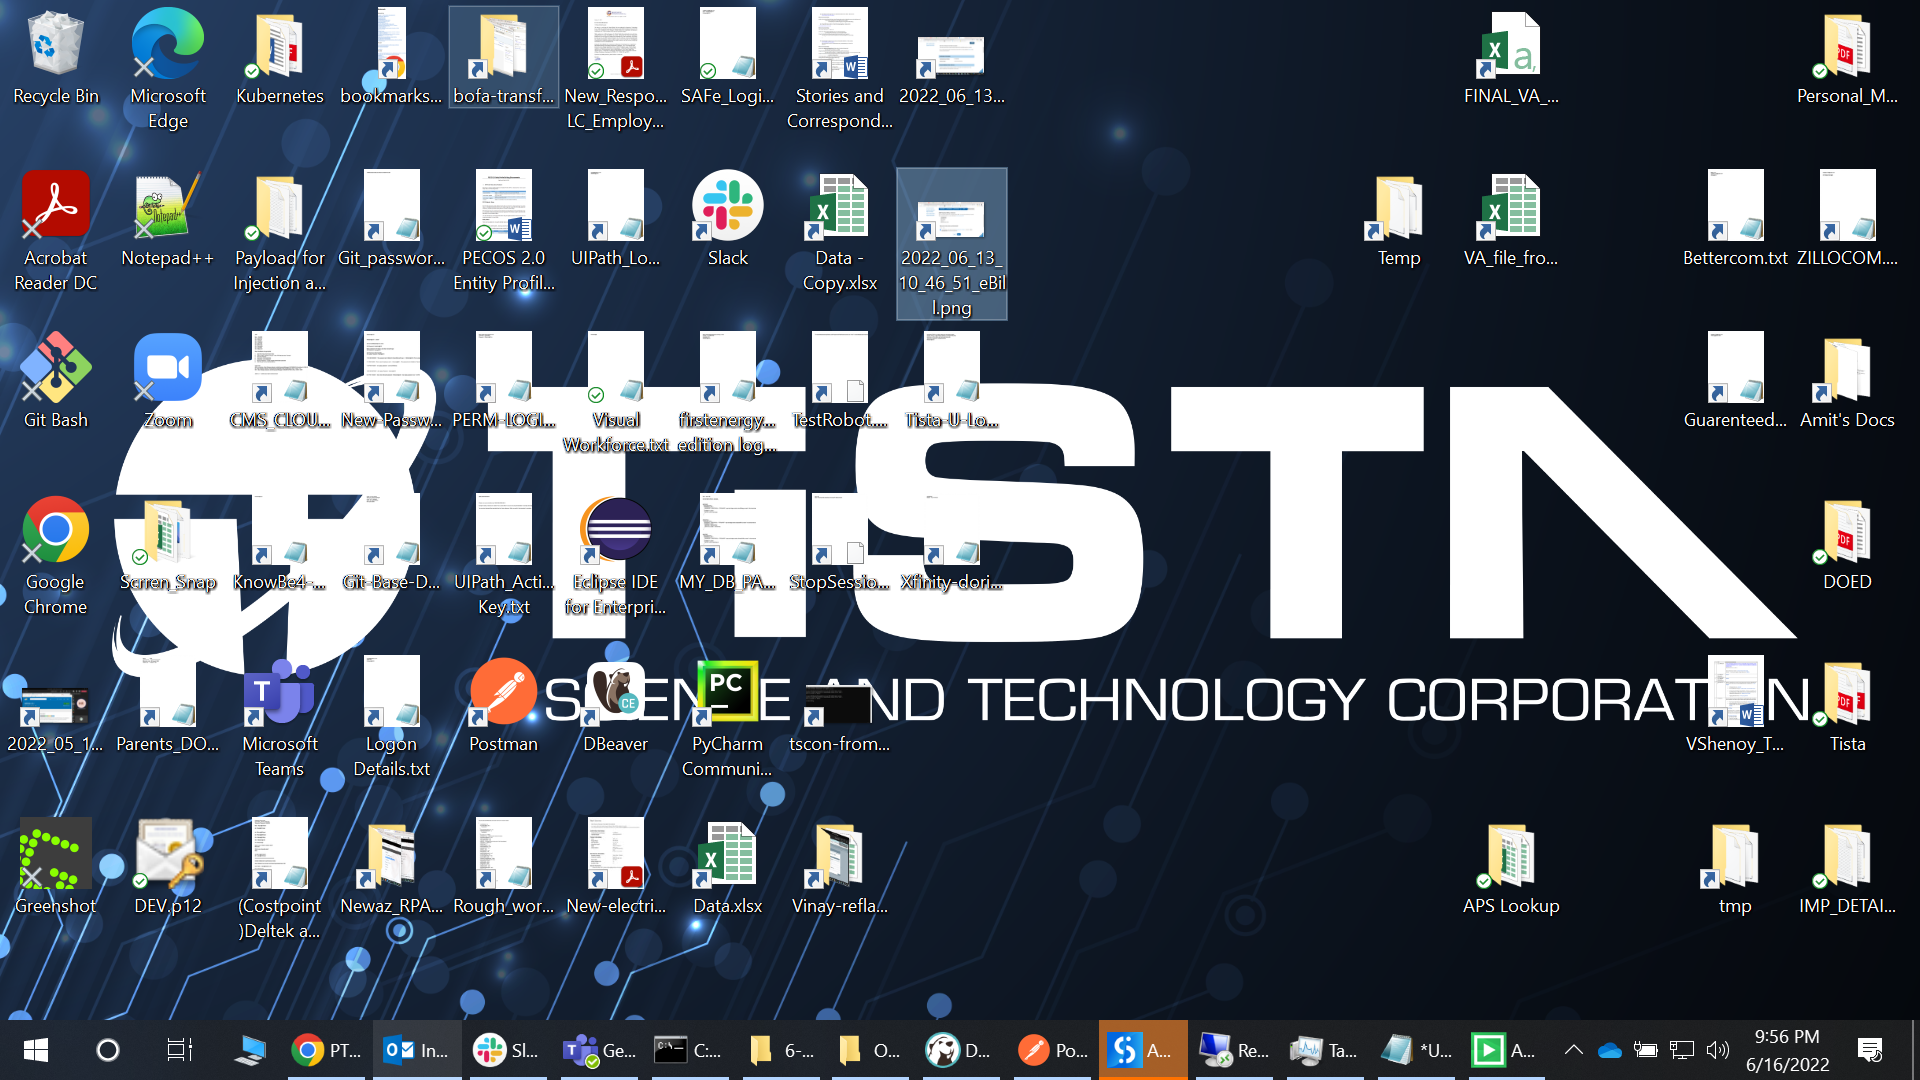 Recycle Bin
Microsoft
Edge
Kubernetes
bookmarks...
bofa-transf...
New_Respo...
LC_Employ...
SAFe_Logi...
Stories and
Correspond...
2022_06_13...
FINAL_VA_...
Personal_M...
Acrobat
Reader DC
Notepad++
Payload for
Injection a...
Git_passwor...
PECOS 2.0
Entity Profil...
UIPath_Lo...
Slack
Data -
Copy.xlsx
2022_06_13_
10_46_51_eBil
l.png
Temp
VA_file_fro...
Bettercom.txt
ZILLOCOM....
Git Bash
Zoom
CMS_CLOU...
New-Passw...
PERM-LOGI...
Visual
Workforce.txt
firstenergy...
edition log...
TestRobot....
Tista-U-Lo...
Guarenteed...
Amit's Docs
TiSTA
Google
Chrome
Scrren_Snap
KnowBe4-...
Git-Base-D...
UIPath_Acti...
Key.txt
Eclipse IDE
for Enterpri...
MY_DB_PA...
StopSessio...
Xfinity-dori...
DOED
SCIENCE AND TECHNOLOGY CORPORATION
2022_05_1...
Parents_DO...
Microsoft
Teams
Logon
Details.txt
Postman
DBeaver
PyCharm
Communi...
tscon-from...
VShenoy_T...
Tista
Greenshot
DEV.p12
(Costpoint
)Deltek a...
Newaz_RPA...
Rough_wor...
New-electri...
Data.xlsx
Vinay-refla...
APS Lookup
tmp
IMP_DETAI...
PT...
In...
Sl...
Ge...
C:...
6-...
O...
D...
Po...
A...
Re...
Ta...
*U...
A...
9:56 PM
6/16/2022